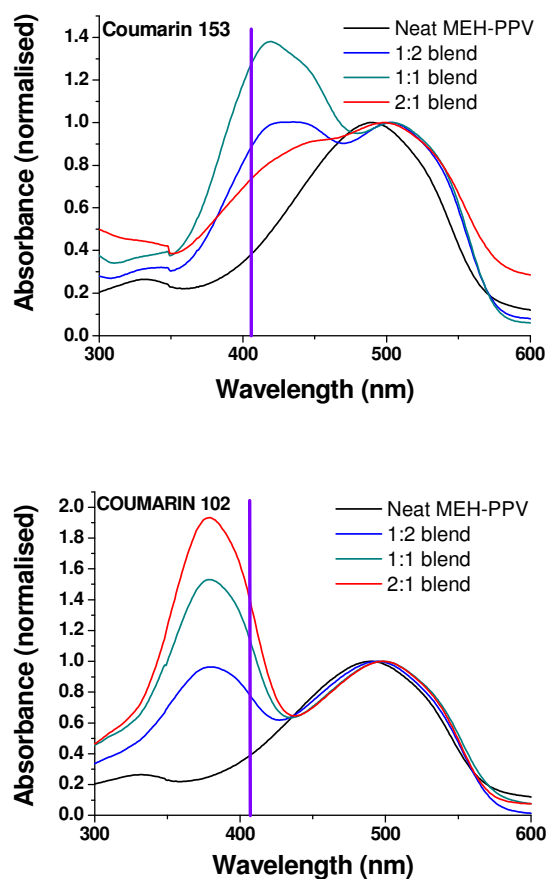 Coumarin 153
Neat MEH-PPV
1:2 blend
1:1 blend
2:1 blend
Absorbance (normalised)
1.4
1.2
1.0
0.8
0.6
0.4
0.2
0.0
300 400 500 600
Wavelength (nm)
COUMARIN 102
Neat MEH-PPV
1:2 blend
1:1 blend
2:1 blend
Absorbance (normalised)
2.0
1.8
1.6
1.4
1.2
1.0
0.8
0.6
0.4
0.2
0.0
300 400 500 600
Wavelength (nm)